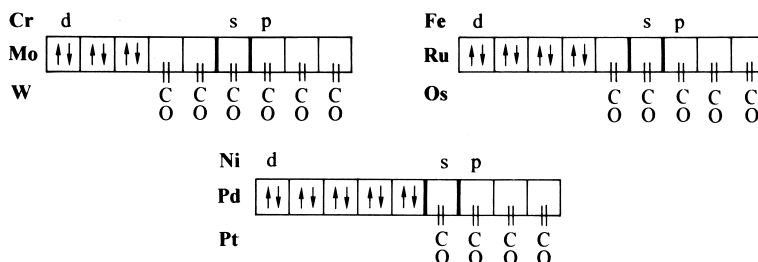 Cr d s p
Mo
W
C C C C C C
O O O O O O
Fe d s p
Ru
Os
C C C C C
O O O O O
Ni d s p
Pd
Pt
C C C C
O O O O